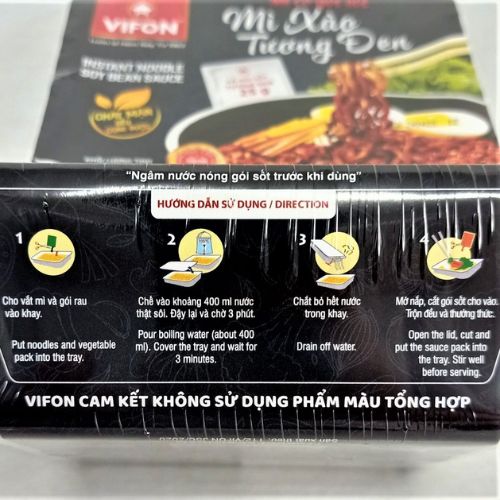 VIFON
Mì Xào
Tương Đen
INSTANT NOODLE
SOY BEAN SAUCE
"Ngâm nước nóng gói sốt trước khi dùng"
HƯỚNG DẪN SỬ DỤNG / DIRECTION
1
Cho vắt mì và gói rau
vào khay.
Put noodles and vegetable
pack into the tray.
2
Chế vào khoảng 400 ml nước
thật sôi. Đậy lại và chờ 3 phút.
Pour boiling water (about 400
ml). Cover the tray and wait for
3 minutes.
3
Chắt bỏ hết nước
trong khay.
Drain off water.
4
Mở nắp, cắt gói sốt cho vào.
Trộn đều và thưởng thức.
Open the lid, cut and
put the sauce pack into
the tray. Stir well
before serving.
VIFON CAM KẾT KHÔNG SỬ DỤNG PHẨM MÀU TỔNG HỢP